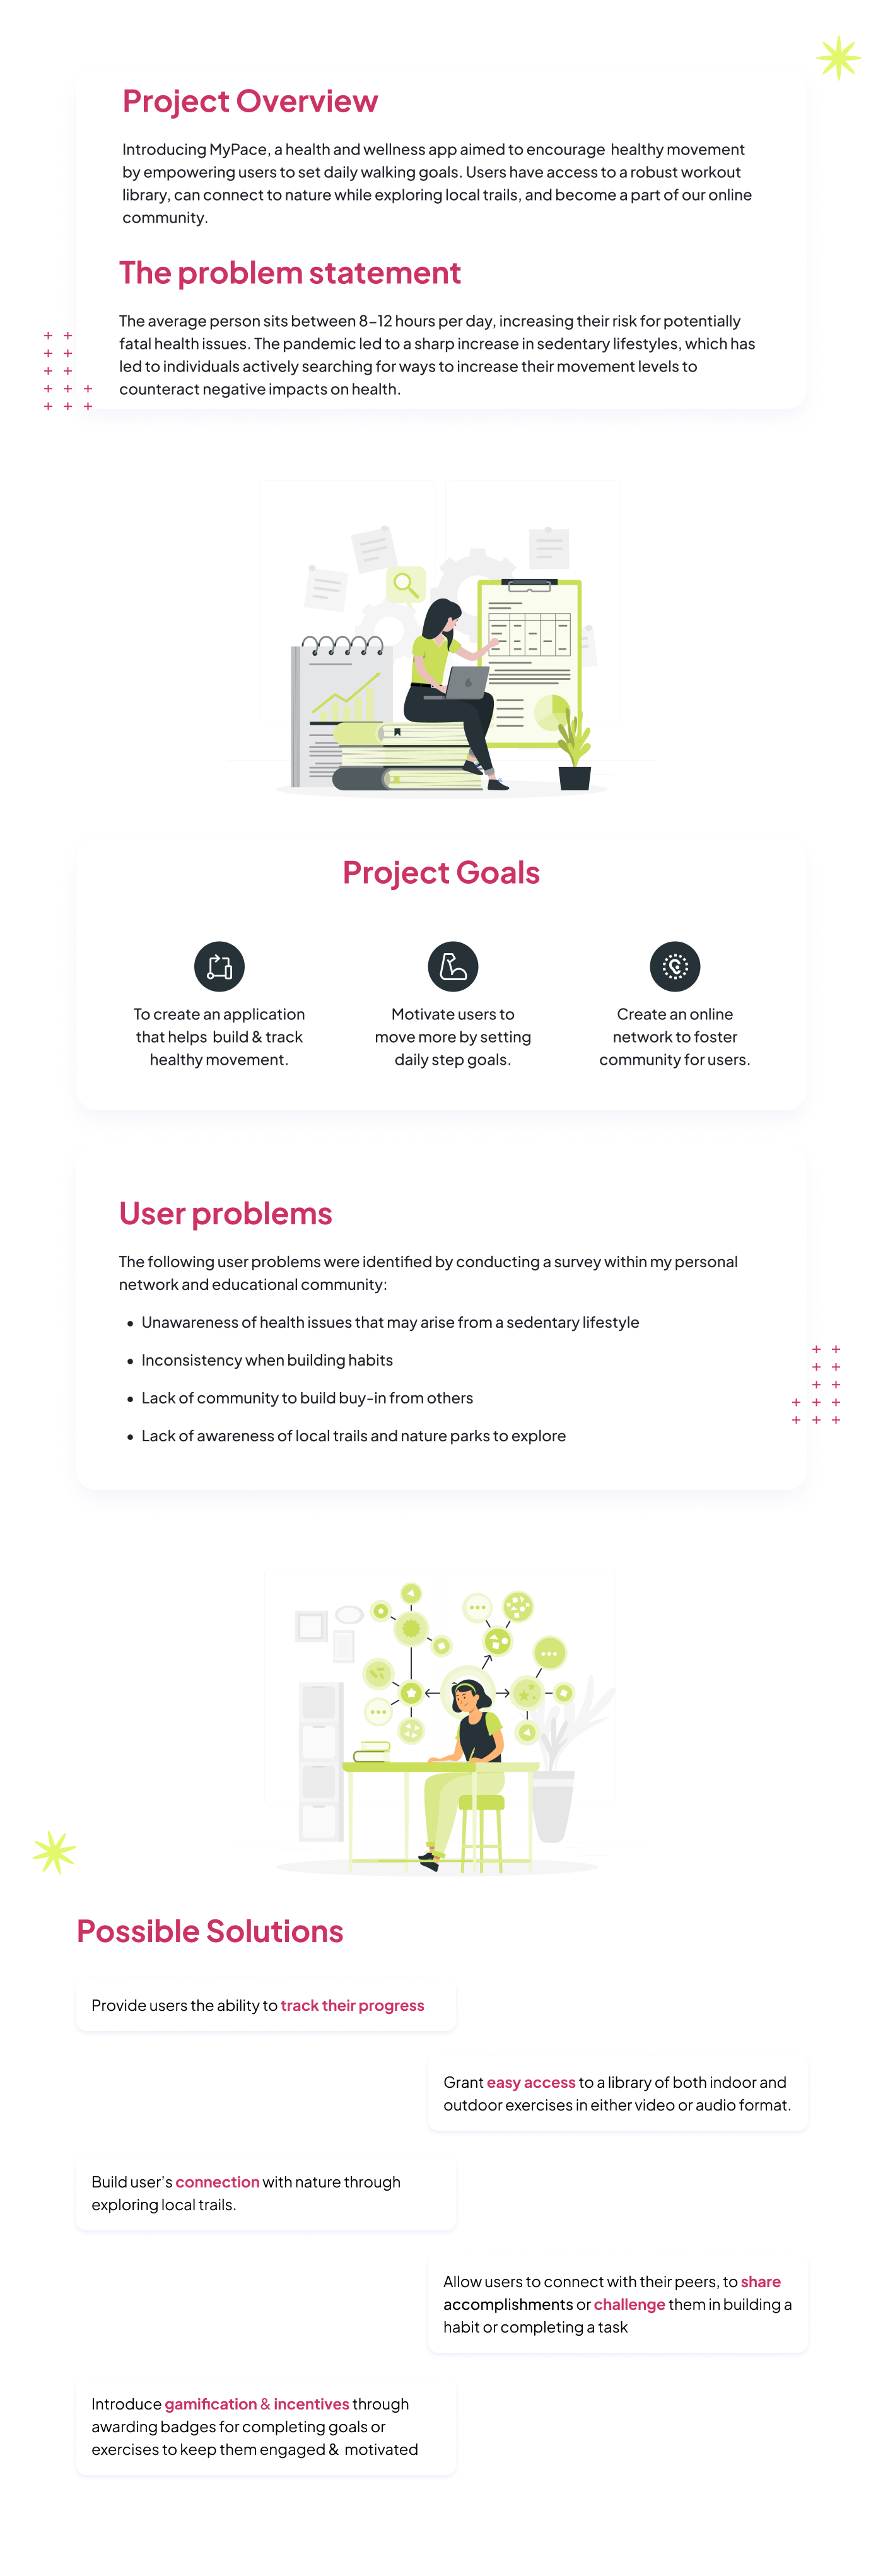 Project Overview
Introducing MyPace, a health and wellness app aimed to encourage  healthy movement
by empowering users to set daily walking goals. Users have access to a robust workout
library, can connect to nature while exploring local trails, and become a part of our online
community.
The problem statement
The average person sits between 8–12 hours per day, increasing their risk for potentially
fatal health issues. The pandemic led to a sharp increase in sedentary lifestyles, which has
led to individuals actively searching for ways to increase their movement levels to
counteract negative impacts on health.
Project Goals
To create an application
that helps  build & track
healthy movement.
Motivate users to
move more by setting
daily step goals.
Create an online
network to foster
community for users.
User problems
The following user problems were identified by conducting a survey within my personal
network and educational community:
• Unawareness of health issues that may arise from a sedentary lifestyle
• Inconsistency when building habits
• Lack of community to build buy-in from others
• Lack of awareness of local trails and nature parks to explore
Possible Solutions
Provide users the ability to track their progress
Grant easy access to a library of both indoor and
outdoor exercises in either video or audio format.
Build user's connection with nature through
exploring local trails.
Allow users to connect with their peers, to share
accomplishments or challenge them in building a
habit or completing a task
Introduce gamification & incentives through
awarding badges for completing goals or
exercises to keep them engaged &  motivated